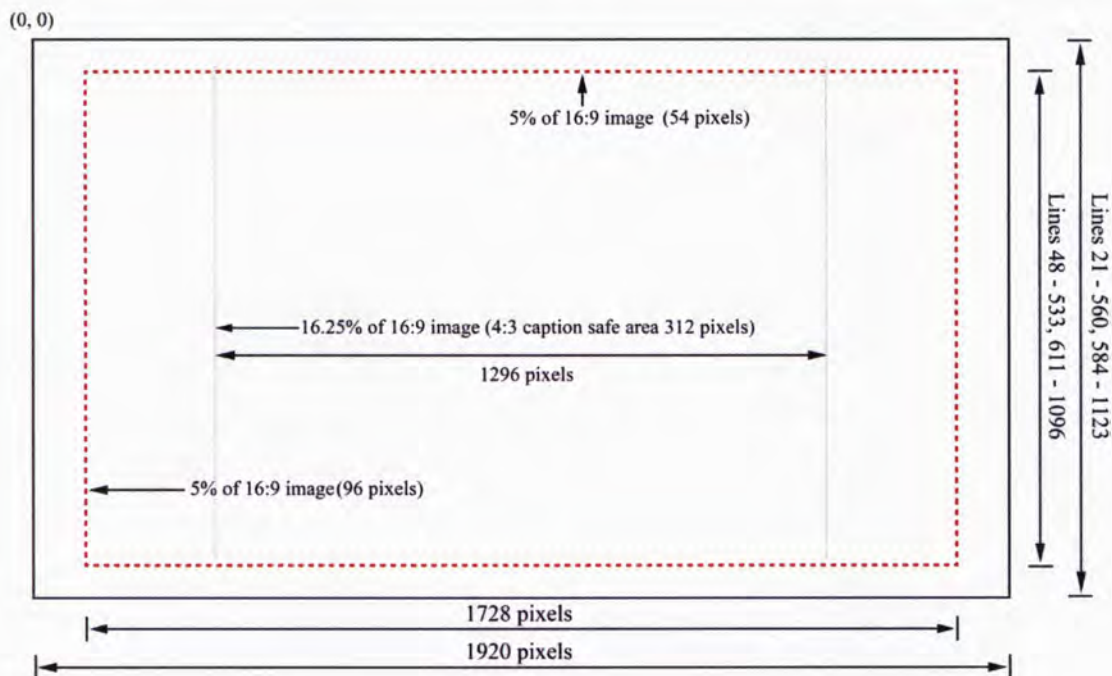 (0, 0)
5% of 16:9 image (54 pixels)
16.25% of 16:9 image (4:3 caption safe area 312 pixels)
1296 pixels
5% of 16:9 image (96 pixels)
1728 pixels
1920 pixels
Lines 48 - 533, 611 - 1096
Lines 21 - 560, 584 - 1123